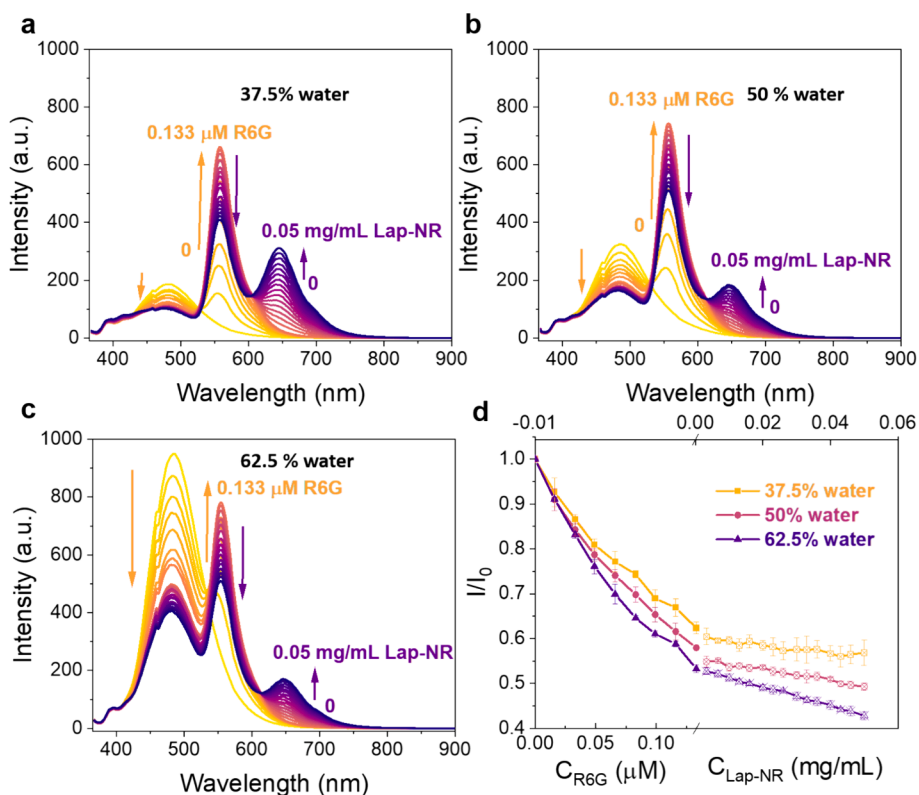 a
1000
800
600
400
200
0
Intensity (a.u.)
37.5% water
0.133 μM R6G
0
0.05 mg/mL Lap-NR
0
400 500 600 700 800 900
Wavelength (nm)
b
1000
800
600
400
200
0
Intensity (a.u.)
50 % water
0.133 μM R6G
0
0.05 mg/mL Lap-NR
0
400 500 600 700 800 900
Wavelength (nm)
c
1000
800
600
400
200
0
Intensity (a.u.)
62.5 % water
0.133 μM R6G
0.05 mg/mL Lap-NR
0
400 500 600 700 800 900
Wavelength (nm)
d
-0.01 0.00 0.02 0.04 0.06
1.0
0.9
0.8
0.7
0.6
0.5
0.4
I/I0
37.5% water
50% water
62.5% water
0.00 0.05 0.10
CR6G (μM) CLap-NR (mg/mL)